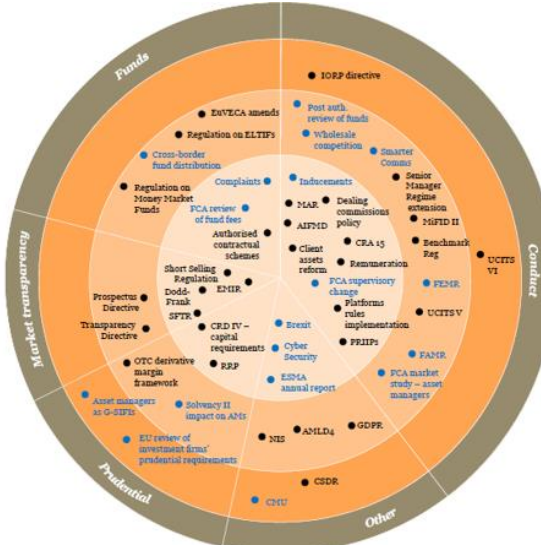 Funds
Conduct
Other
Prudential
Market transparency
IORP directive
EuVECA amends
Regulation on ELTIFs
Cross-border
fund distribution
Regulation on
Money Market
Funds
Complaints
FCA review
of fund fees
Authorised
contractual
schemes
Post auth.
review of funds
Wholesale
competition
Smarter
Comms
Senior
Manager
Regime
extension
MiFID II
Benchmark
Reg
UCITS
VI
Inducements
MAR
Dealing
commissions
policy
AIFMD
CRA 15
Client
assets
reform
Remuneration
FCA supervisory
change
FEMR
UCITS V
Platforms
rules
implementation
PRIIPs
FAMR
FCA market
study – asset
managers
Short Selling
Regulation
Dodd-
Frank
EMIR
SFTR
Prospectus
Directive
Transparency
Directive
CRD IV –
capital
requirements
RRP
OTC derivative
margin
framework
Asset managers
as G-SIFIs
Solvency II
impact on AMs
EU review of
investment firms'
prudential requirements
Brexit
Cyber
Security
ESMA
annual report
NIS
AMLD4
GDPR
CSDR
CMU